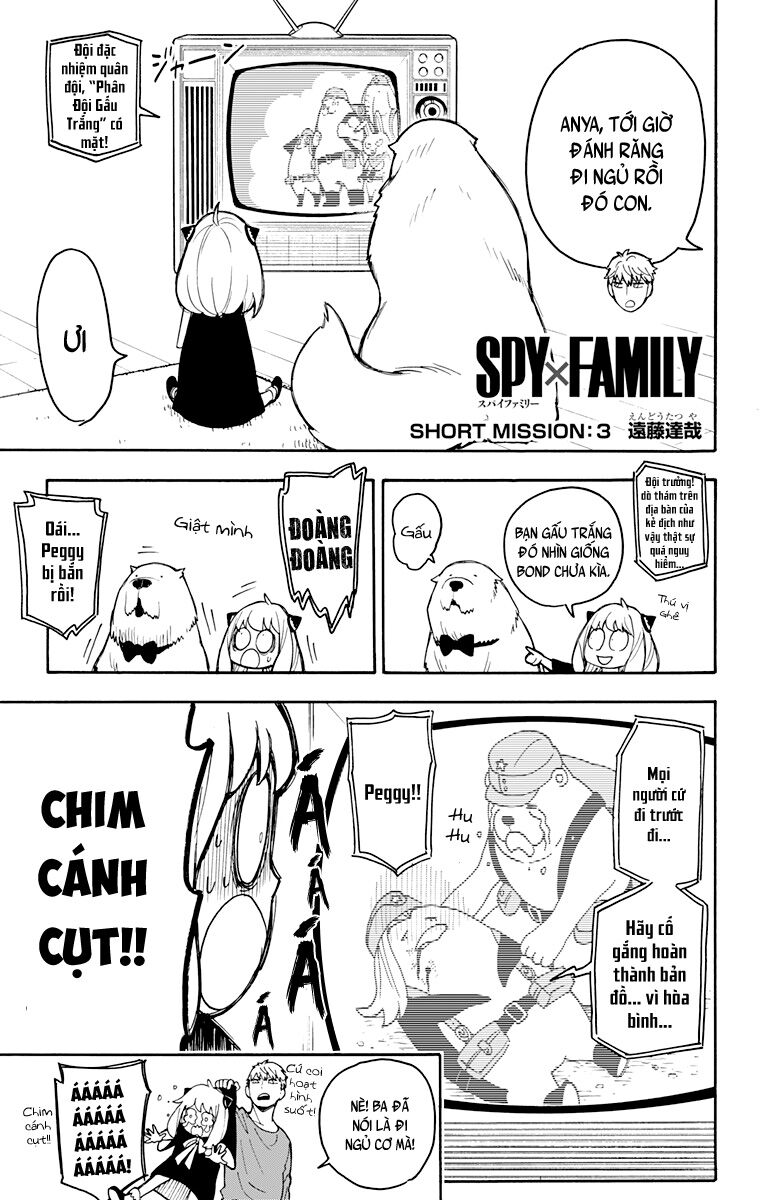 ANYA, TỚI GIỜ
ĐÁNH RĂNG
ĐI NGỦ RỒI
ĐÓ CON.
ジャーン
Đội đặc
nhiệm quân
đội, "Phân
Đội Gấu
Trắng" có
mặt!
ƯI
SPY×FAMILY
スパイファミリー
SHORT MISSION:3
えんどうたつや
遠藤達哉
Đội trưởng!
dò thám trên
địa bàn của
kẻ địch như
vậy thật sự
quá nguy
hiểm...
BẠN GẤU TRẮNG
ĐÓ NHÌN GIỐNG
BOND CHƯA KÌA.
Thú vị
ghê
Gấu
ĐOÀNG
ĐOÀNG
Giật mình
Oái...
Peggy
bị bắn
rồi!
Mọi
người cứ
đi trước
đi...
Hãy cố
gắng hoàn
thành bản
đồ... vì hòa
bình...
Peggy!!
Hu
Hu
Á
Á
Á
Á
Á
CHIM
CÁNH
CỤT!!
NÈ! BA ĐÃ
NÓI LÀ ĐI
NGỦ CƠ MÀ!
Cứ coi
hoạt
hình
suốt!
ÁÁÁÁÁ
ÁÁÁÁÁ
ÁÁÁÁÁ
ÁÁÁÁÁ!
Chim
cánh
cụt!!